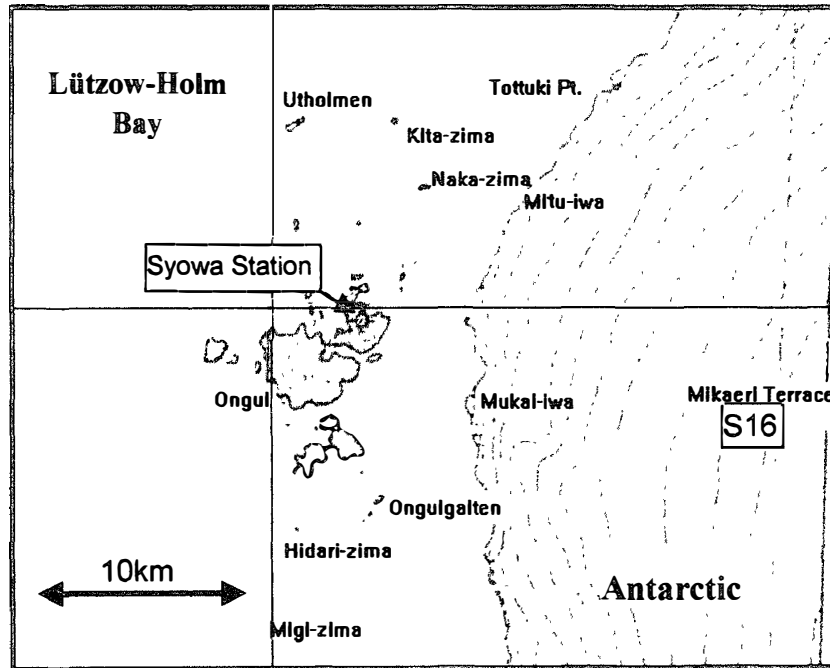 Lützow-Holm
Bay
Utholmen
Tottuki Pt.
Kita-zima
Naka-zima
Mitu-iwa
Syowa Station
Ongul
Mukai-iwa
Mikaeri Terrace
S16
Ongulgalten
Hidari-zima
10km
Antarctic
Migi-zima